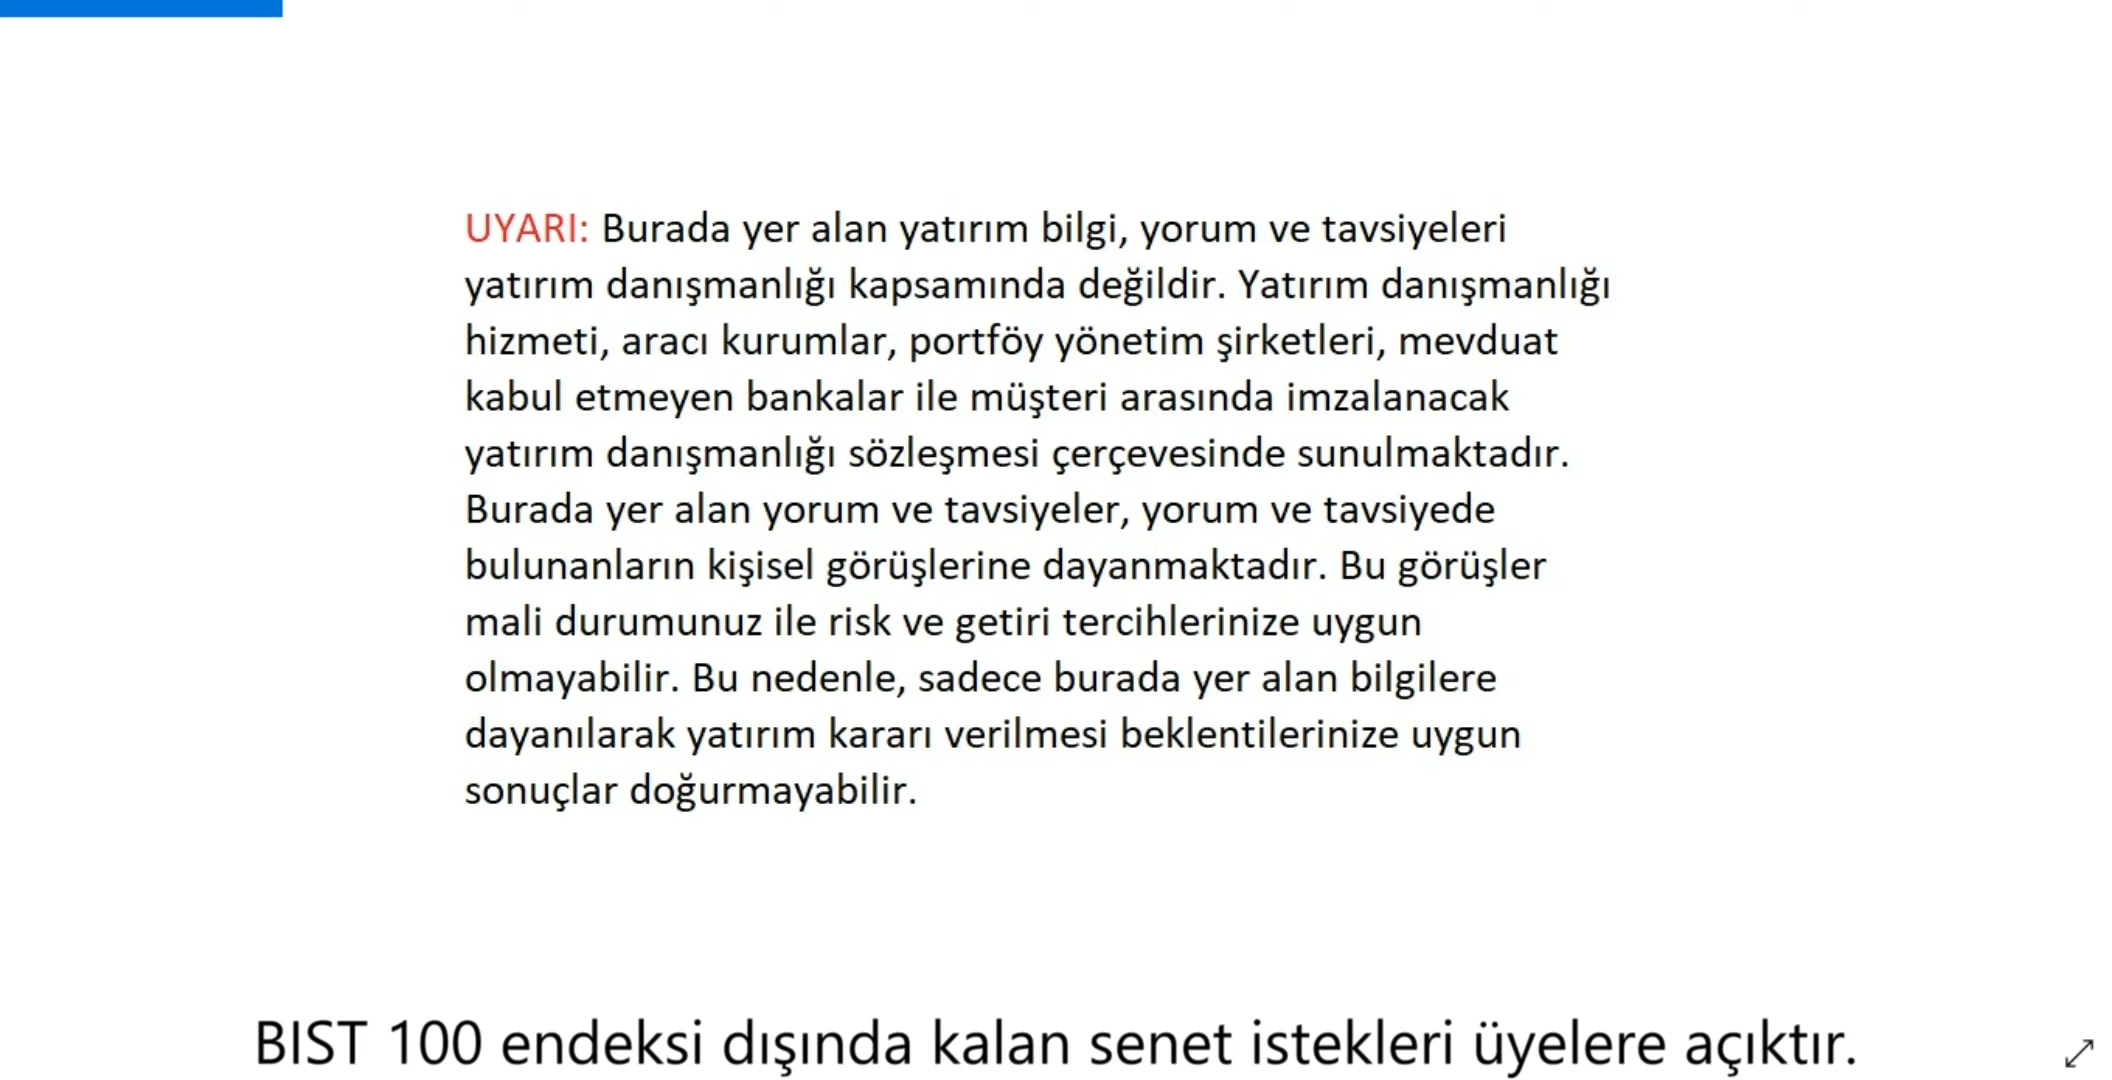 UYARI: Burada yer alan yatırım bilgi, yorum ve tavsiyeleri
yatırım danışmanlığı kapsamında değildir. Yatırım danışmanlığı
hizmeti, aracı kurumlar, portföy yönetim şirketleri, mevduat
kabul etmeyen bankalar ile müşteri arasında imzalanacak
yatırım danışmanlığı sözleşmesi çerçevesinde sunulmaktadır.
Burada yer alan yorum ve tavsiyeler, yorum ve tavsiyede
bulunanların kişisel görüşlerine dayanmaktadır. Bu görüşler
mali durumunuz ile risk ve getiri tercihlerinize uygun
olmayabilir. Bu nedenle, sadece burada yer alan bilgilere
dayanılarak yatırım kararı verilmesi beklentilerinize uygun
sonuçlar doğurmayabilir.
BIST 100 endeksi dışında kalan senet istekleri üyelere açıktır.